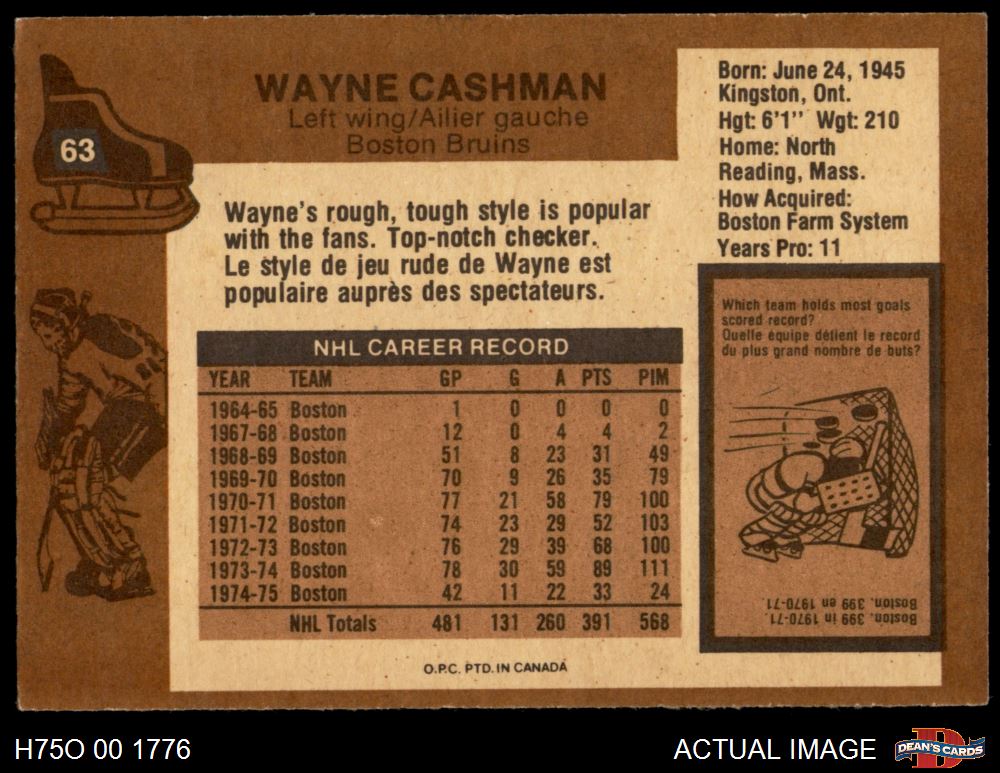 63
WAYNE CASHMAN
Left wing/Ailier gauche
Boston Bruins
Born: June 24, 1945
Kingston, Ont.
Hgt: 6'1" Wgt: 210
Home: North
Reading, Mass.
How Acquired:
Boston Farm System
Years Pro: 11
Wayne's rough, tough style is popular
with the fans. Top-notch checker.
Le style de jeu rude de Wayne est
populaire auprès des spectateurs.
NHL CAREER RECORD
YEAR TEAM GP G A PTS PIM
1964-65 Boston 1 0 0 0 0
1967-68 Boston 12 0 4 4 2
1968-69 Boston 51 8 23 31 49
1969-70 Boston 70 9 26 35 79
1970-71 Boston 77 21 58 79 100
1971-72 Boston 74 23 29 52 103
1972-73 Boston 76 29 39 68 100
1973-74 Boston 78 30 59 89 111
1974-75 Boston 42 11 22 33 24
NHL Totals 481 131 260 391 568
Which team holds most goals
scored record?
Quelle équipe détient le record
du plus grand nombre de buts?
Boston, 399 in 1970-71.
Boston, 399 en 1970-71.
O.P.C. PTD. IN CANADA
H75O 00 1776
ACTUAL IMAGE
D
DEAN'S CARDS